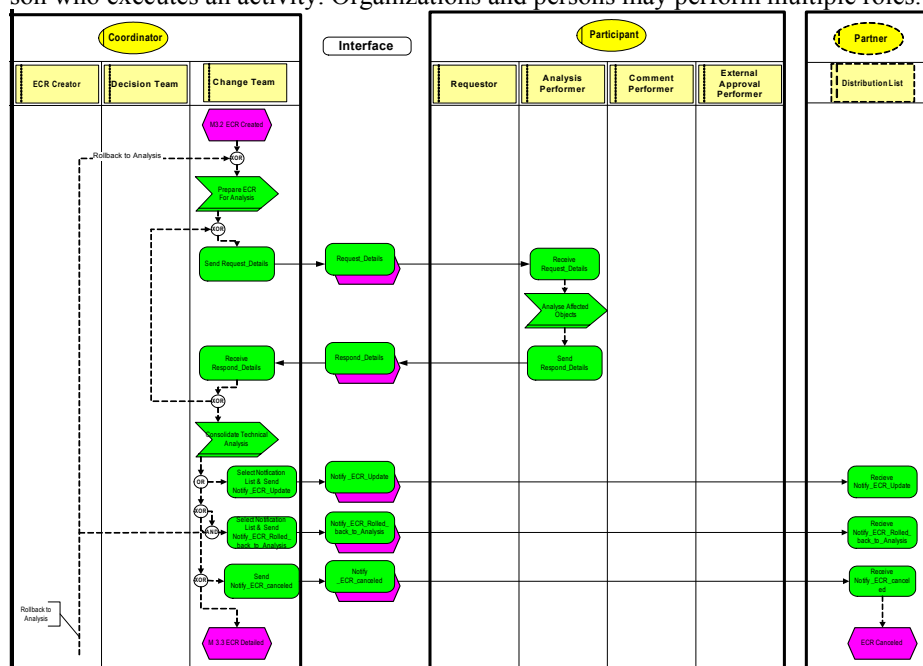 son who executes an activity. Organizations and persons may perform multiple roles.
Coordinator
Interface
Participant
Partner
ECR Creator
Decision Team
Change Team
Requestor
Analysis
Performer
Comment
Performer
External
Approval
Performer
Distribution List
M3.2 ECR Created
Rollback to Analysis
XOR
Prepare ECR
For Analysis
XOR
Send Request_Details
Request_Details
Receive
Request_Details
Analyse Affected
Objects
Receive
Respond_Details
Respond_Details
Send
Respond_Details
XOR
Consolidate Technical
Analysis
OR
Select Notfication
List & Send
Notify_ECR_Update
Notify_ECR_Update
Recieve
Notify_ECR_Update
XOR
AND
Select Notification
List & Send
Notify_ECR_Rolled_
back_to_Analysis
Notify_ECR_Rolled_
back_to_Analysis
Recieve
Notify_ECR_Rolled_
back_to_Analysis
XOR
Send
Notify_ECR_canceled
Notify
_ECR_canceled
Receive
Notify_ECR_cancel
ed
Rollback to
Analysis
M 3.3 ECR Detailed
ECR Canceled